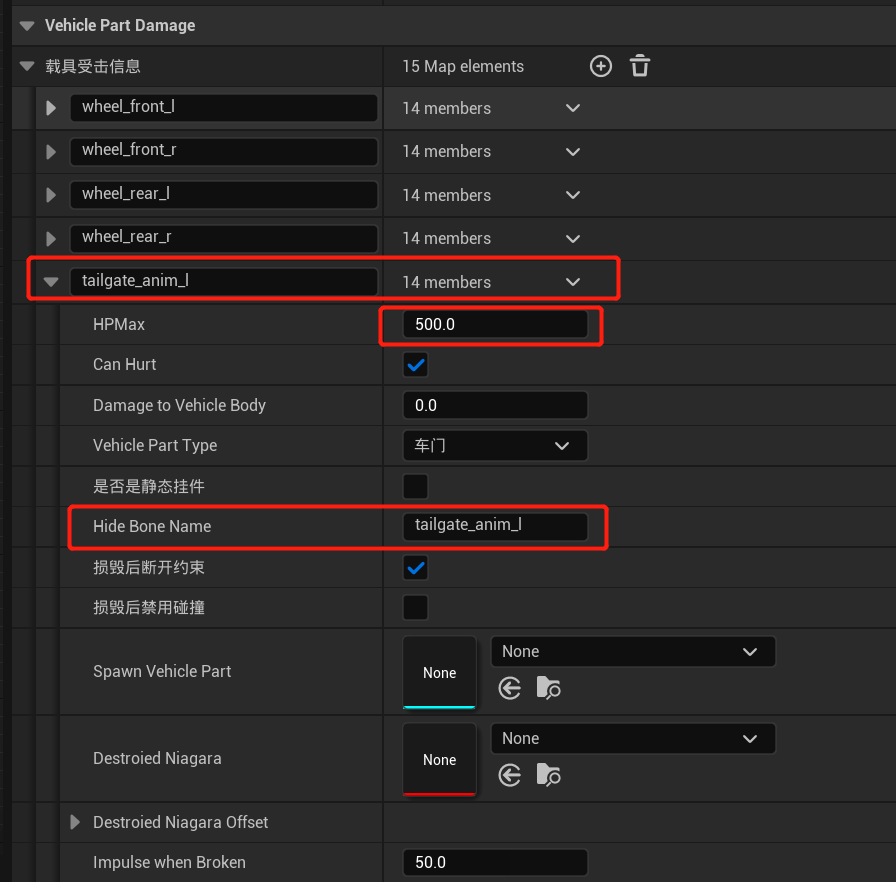 Vehicle Part Damage
载具受击信息 15 Map elements
wheel_front_l 14 members
wheel_front_r 14 members
wheel_rear_l 14 members
wheel_rear_r 14 members
tailgate_anim_l 14 members
HPMax 500.0
Can Hurt
Damage to Vehicle Body 0.0
Vehicle Part Type 车门
是否是静态挂件
Hide Bone Name tailgate_anim_l
损毁后断开约束
损毁后禁用碰撞
Spawn Vehicle Part None None
Destroied Niagara None None
Destroied Niagara Offset
Impulse when Broken 50.0